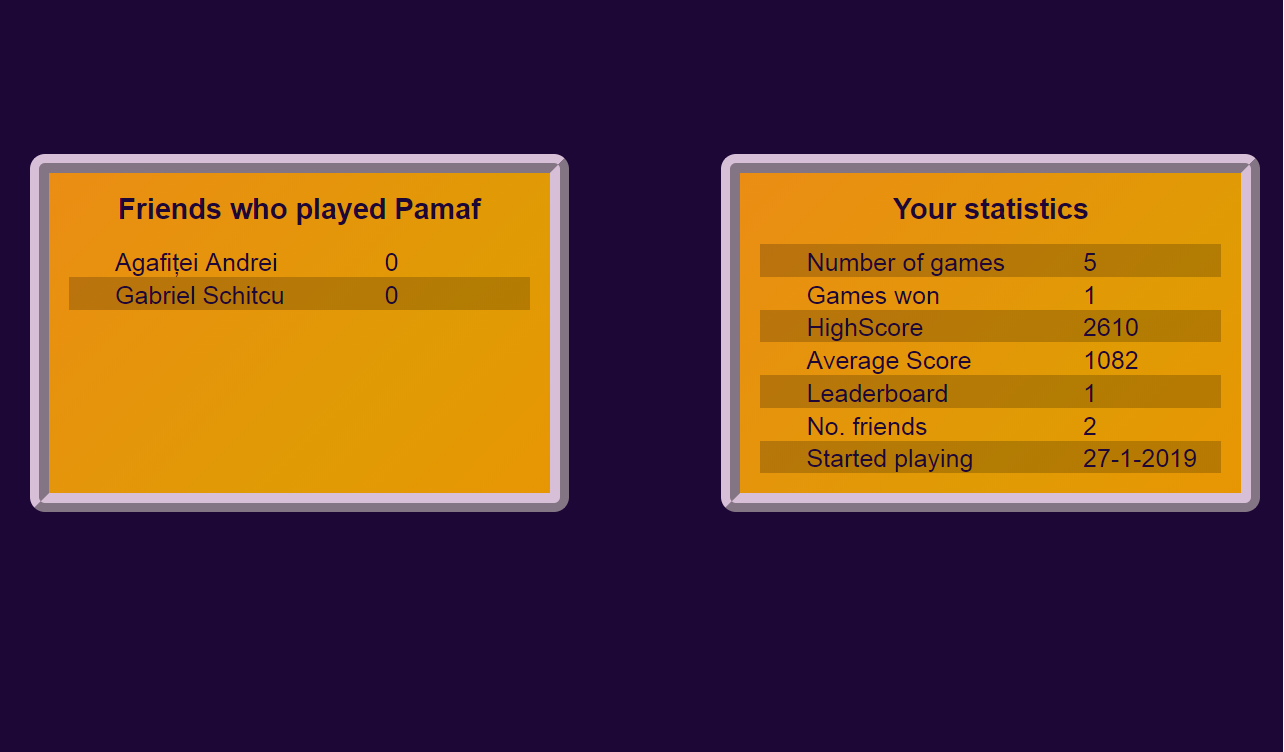 Friends who played Pamaf
Agafiței Andrei 0
Gabriel Schitcu 0
Your statistics
Number of games 5
Games won 1
HighScore 2610
Average Score 1082
Leaderboard 1
No. friends 2
Started playing 27-1-2019